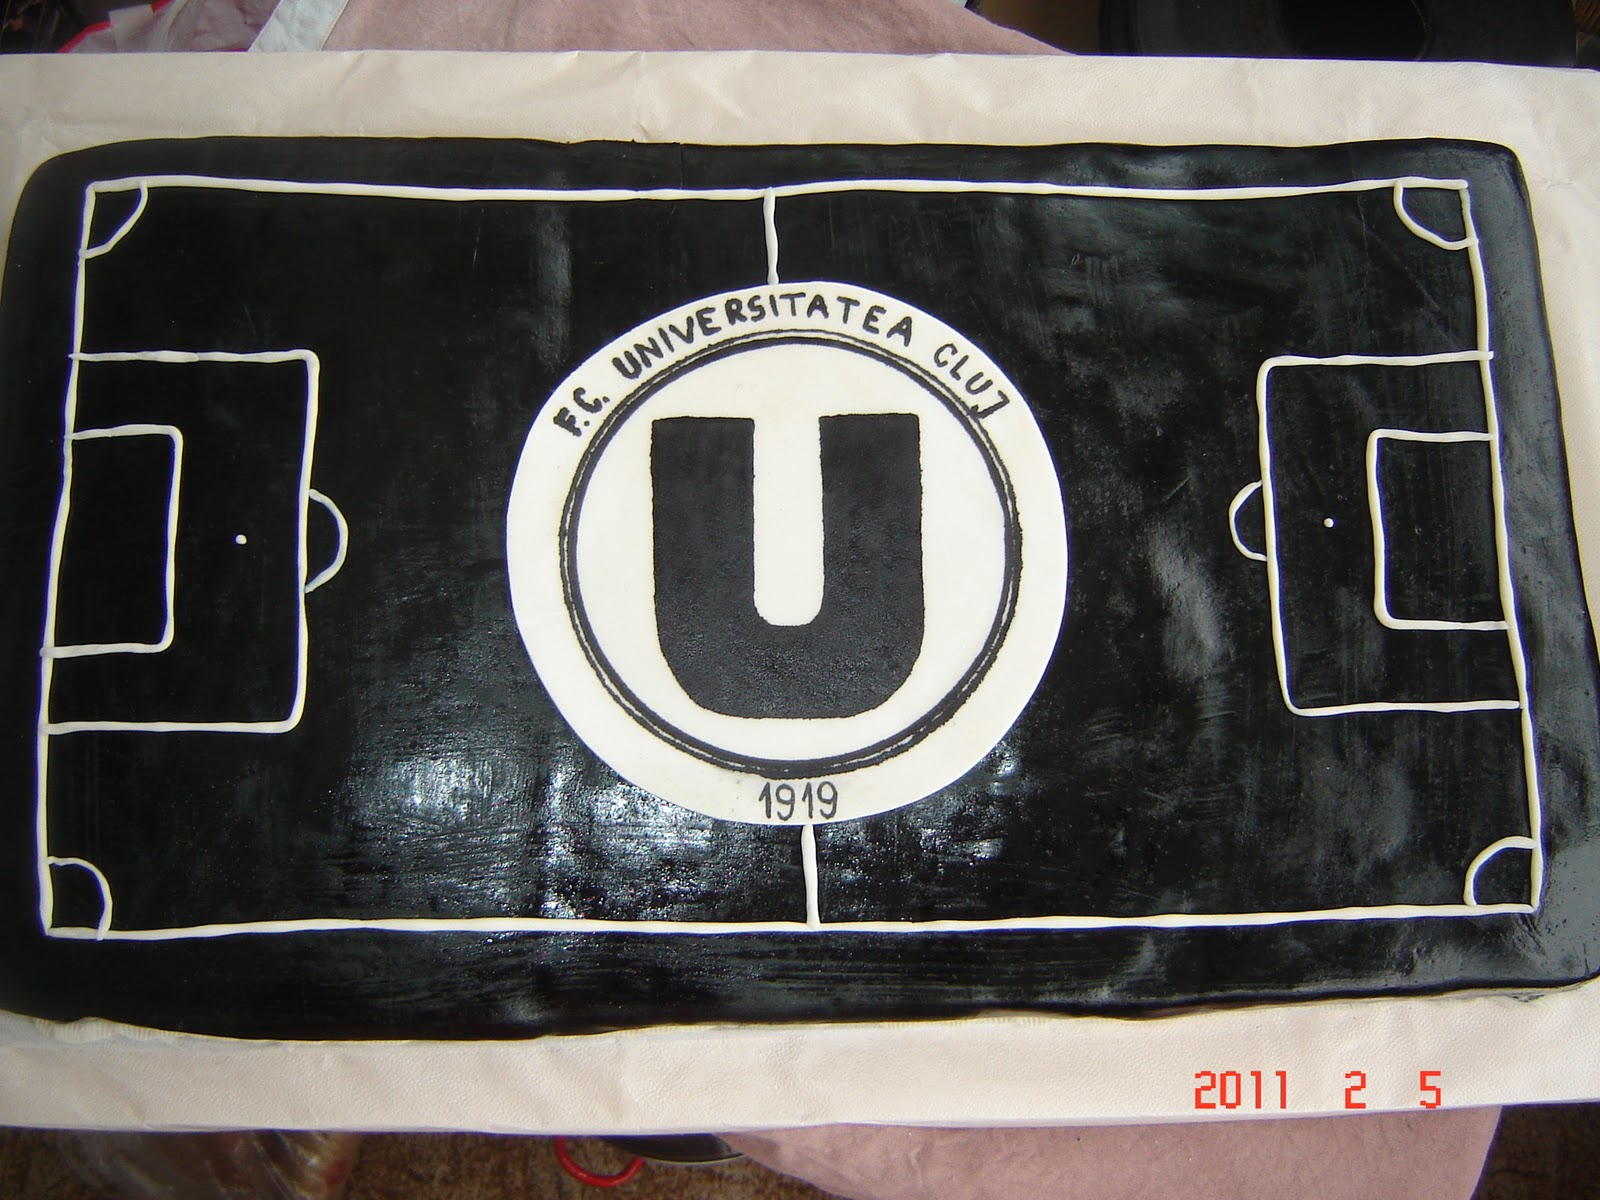 F.C. UNIVERSITATEA CLUJ
U
1919
2011 2 5